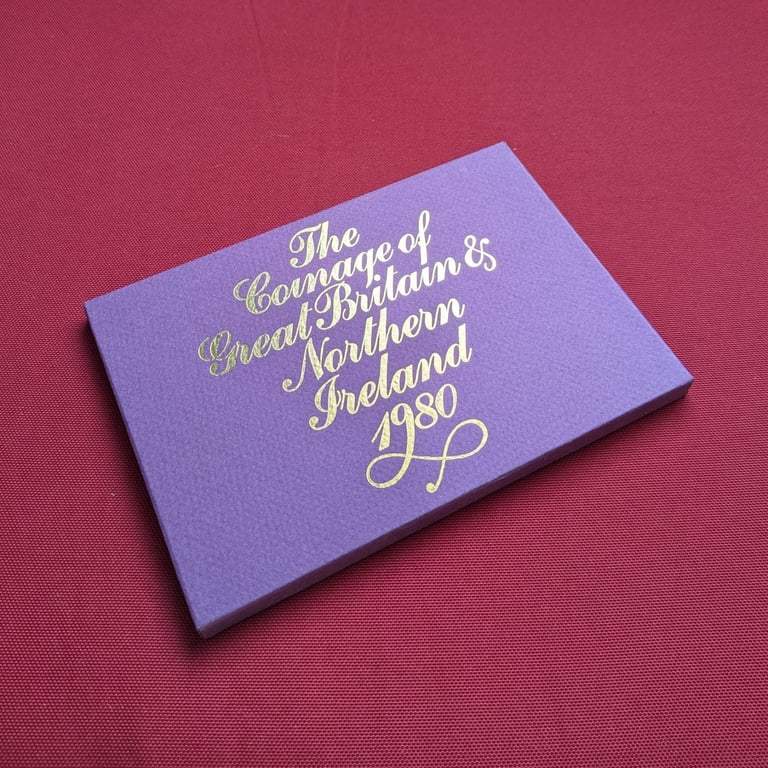 The
Coinage of
Great Britain &
Northern
Ireland
1980